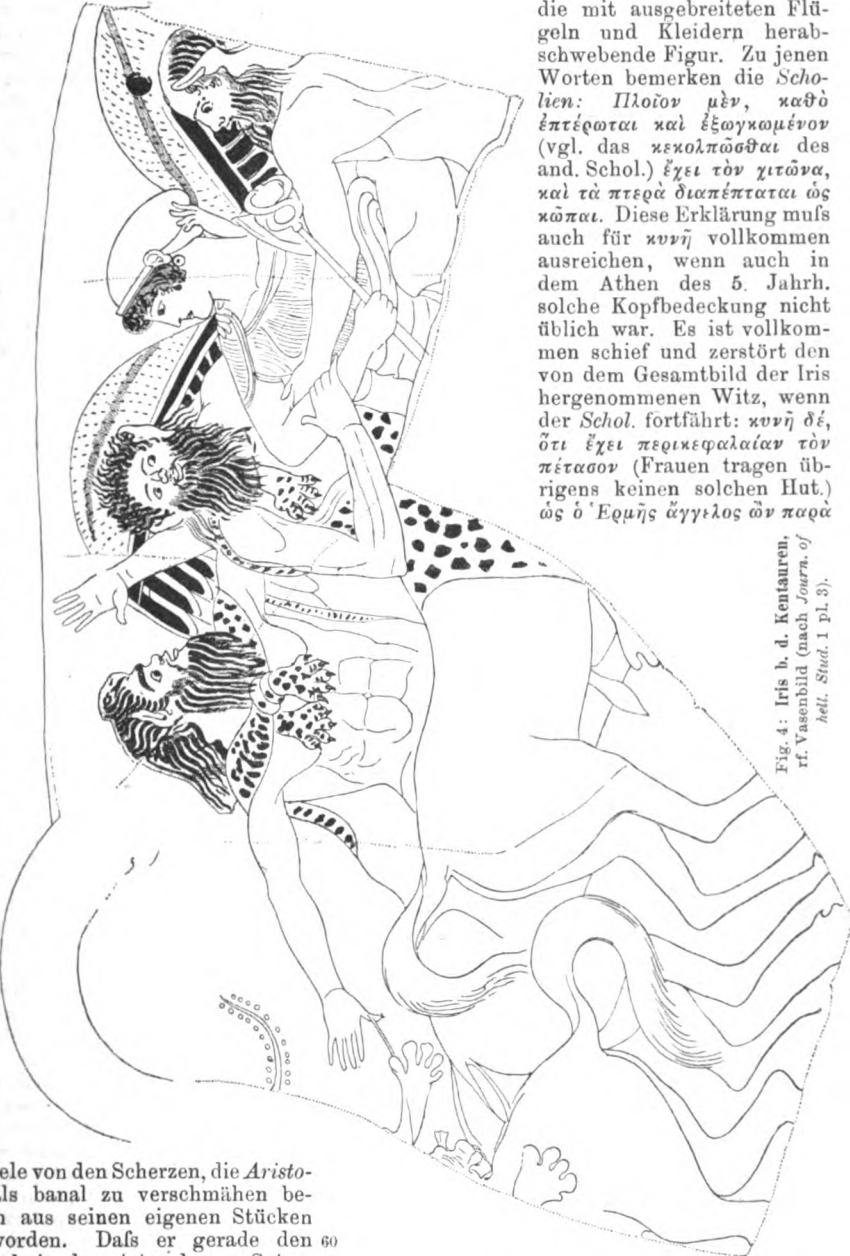 die mit ausgebreiteten Flü-
geln und Kleidern herab-
schwebende Figur. Zu jenen
Worten bemerken die Scho-
lien: Πλοῖον μὲν, καθὸ
ἐπτέρωται καὶ ἐξωγκωμένον
(vgl. das κεκολπῶσθαι des
and. Schol.) ἔχει τὸν χιτῶνα,
καὶ τὰ πτερὰ διαπέπταται ὡς
κῶπαι. Diese Erklärung muſs
auch für κυνῆ vollkommen
ausreichen, wenn auch in
dem Athen des 5. Jahrh.
solche Kopfbedeckung nicht
üblich war. Es ist vollkom-
men schief und zerstört den
von dem Gesamtbild der Iris
hergenommenen Witz, wenn
der Schol. fortfährt: κυνῆ δέ,
ὅτι ἔχει περικεφαλαίαν τὸν
πέτασον (Frauen tragen üb-
rigens keinen solchen Hut.)
ὡς ὁ Ἑρμῆς ἄγγελος ὢν παρὰ
Fig. 4: Iris b. d. Kentauren,
rf. Vasenbild (nach Journ. of
hell. Stud. 1 pl. 3).
ele von den Scherzen, die Aristo-
ls banal zu verschmähen be-
aus seinen eigenen Stücken
orden. Daſs er gerade den 60